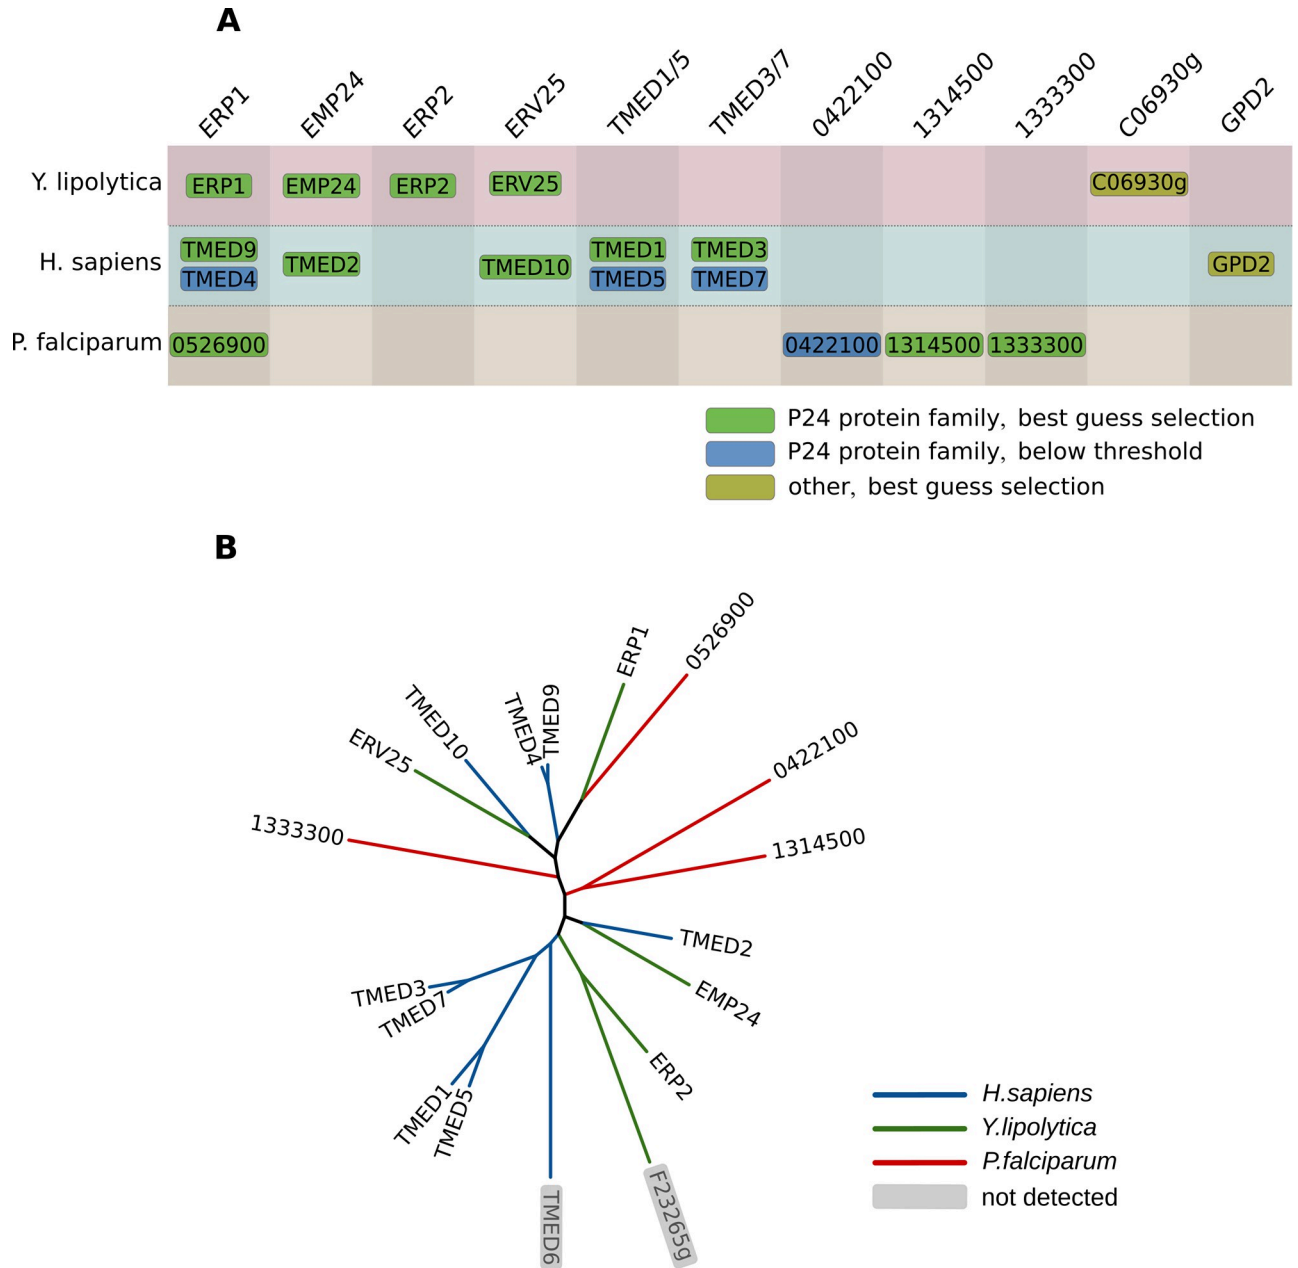 A
ERP1 EMP24 ERP2 ERV25 TMED1/5 TMED3/7 0422100 1314500 1333300 C06930g GPD2
Y. lipolytica ERP1 EMP24 ERP2 ERV25 C06930g
H. sapiens TMED9 TMED2 TMED10 TMED1 TMED3 GPD2
TMED4 TMED5 TMED7
P. falciparum 0526900 0422100 1314500 1333300
P24 protein family, best guess selection
P24 protein family, below threshold
other, best guess selection
B
0526900
ERP1
TMED9
TMED4
TMED10
ERV25
0422100
1333300
1314500
TMED2
EMP24
TMED3
TMED7
ERP2
TMED1
TMED5
TMED6
F23265g
H.sapiens
Y.lipolytica
P.falciparum
not detected